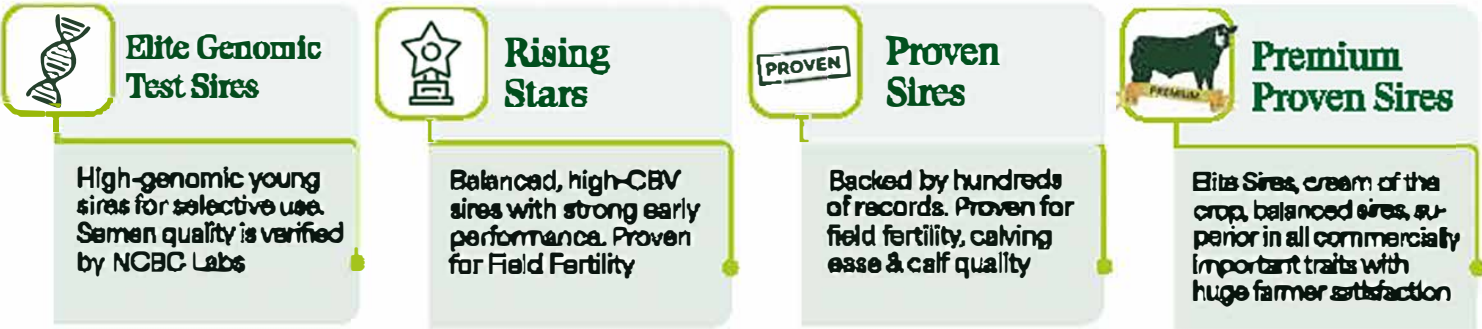 Elite Genomic
Test Sires
High-genomic young
sires for selective use.
Semen quality is verified
by NCBC Labs
Rising
Stars
Balanced, high-CBV
sires with strong early
performance. Proven
for Field Fertility
PROVEN
Proven
Sires
Backed by hundreds
of records. Proven for
field fertility, calving
ease & calf quality
PREMIUM
Premium
Proven Sires
Elite Sires, cream of the
crop, balanced sires, su-
perior in all commercially
important traits with
huge farmer satisfaction